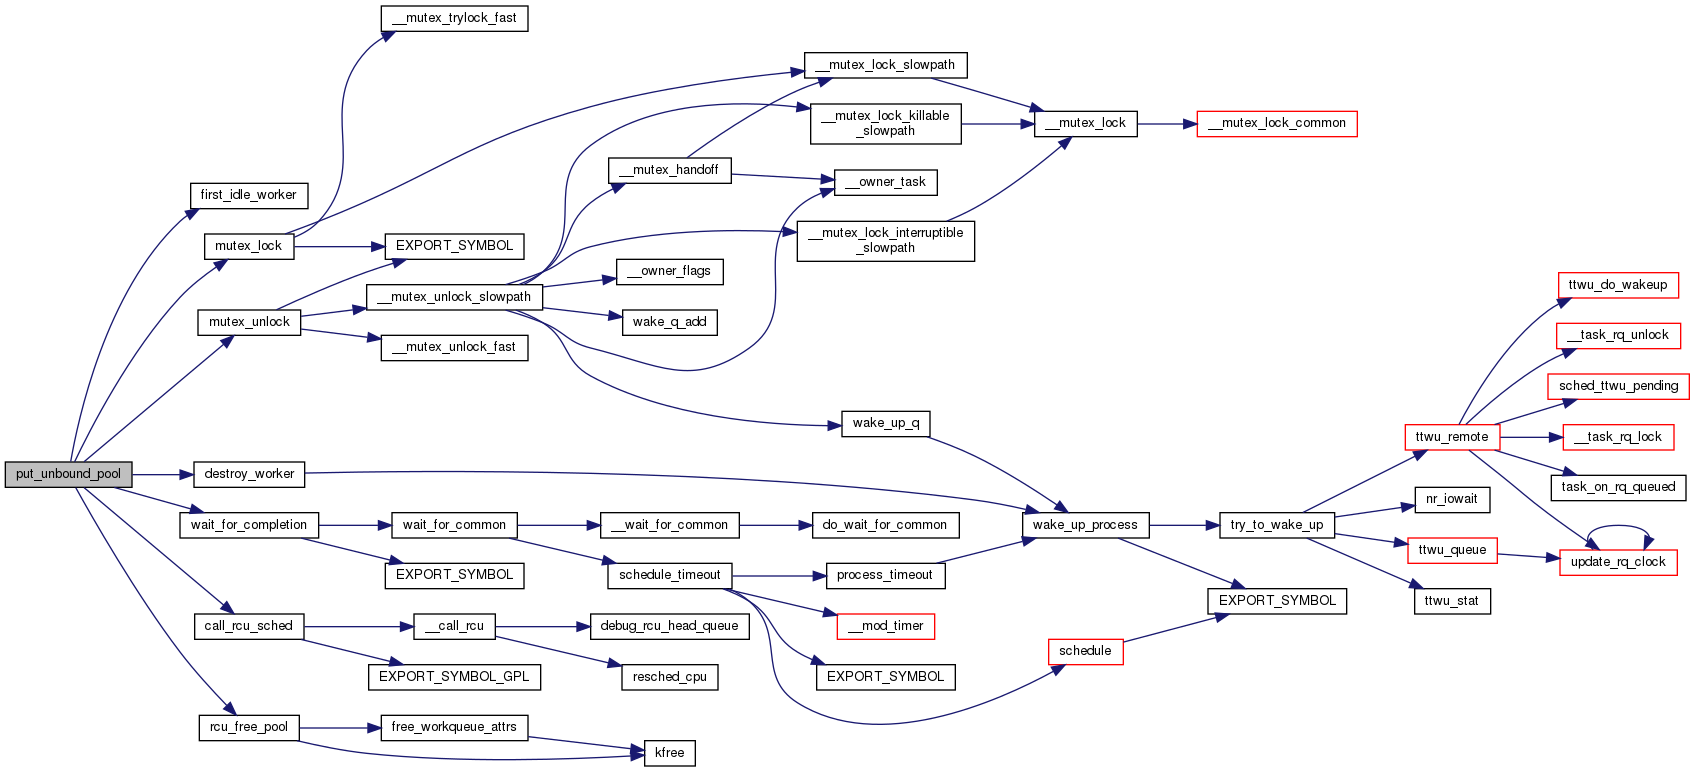 __mutex_trylock_fast
__mutex_lock_slowpath
__mutex_lock_killable
_slowpath
__mutex_lock
__mutex_lock_common
__mutex_handoff
__owner_task
first_idle_worker
mutex_lock
EXPORT_SYMBOL
__mutex_lock_interruptible
_slowpath
__owner_flags
__mutex_unlock_slowpath
mutex_unlock
wake_q_add
__mutex_unlock_fast
ttwu_do_wakeup
__task_rq_unlock
sched_ttwu_pending
wake_up_q
ttwu_remote
__task_rq_lock
put_unbound_pool
destroy_worker
task_on_rq_queued
nr_iowait
wait_for_completion
wait_for_common
__wait_for_common
do_wait_for_common
wake_up_process
try_to_wake_up
ttwu_queue
update_rq_clock
EXPORT_SYMBOL
schedule_timeout
process_timeout
EXPORT_SYMBOL
ttwu_stat
call_rcu_sched
__call_rcu
debug_rcu_head_queue
__mod_timer
schedule
EXPORT_SYMBOL_GPL
resched_cpu
EXPORT_SYMBOL
rcu_free_pool
free_workqueue_attrs
kfree